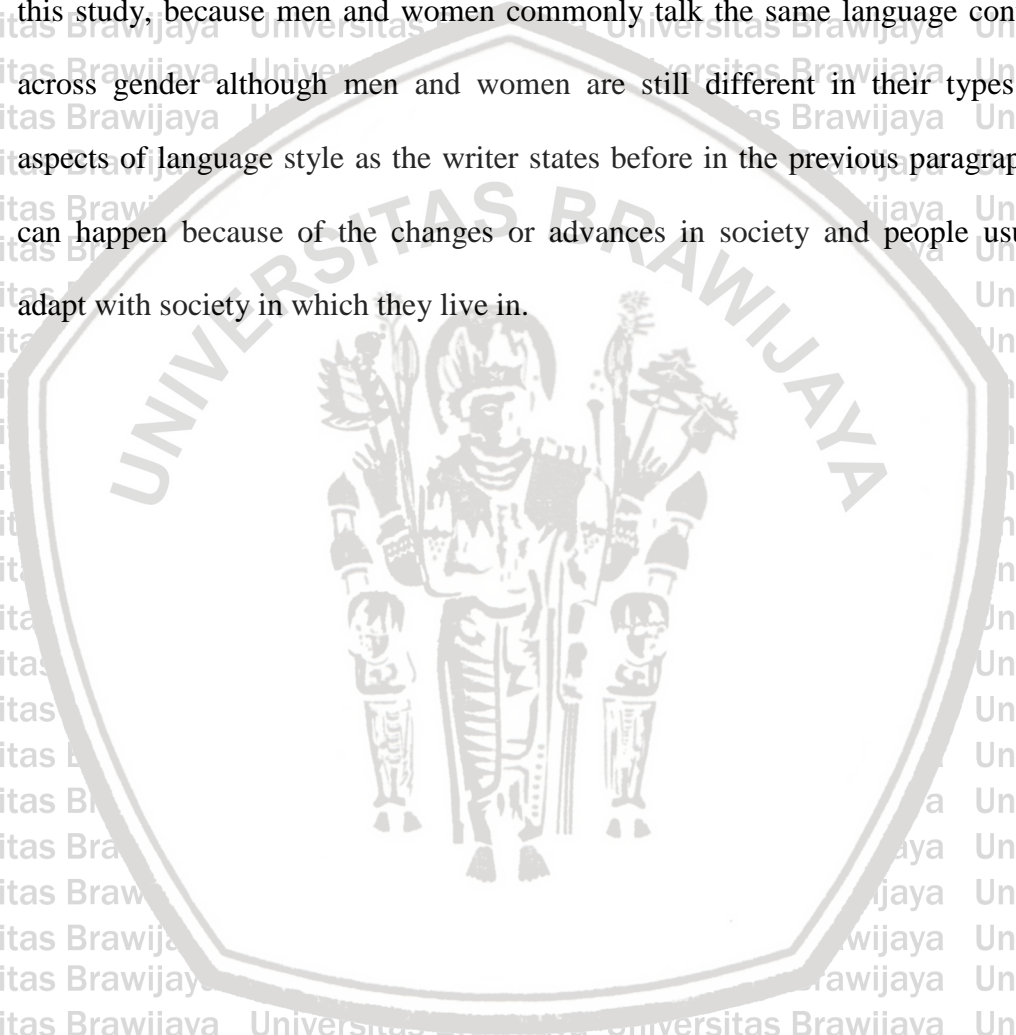 this study, because men and women commonly talk the same language con
across gender although men and women are still different in their types
aspects of language style as the writer states before in the previous paragrap
can happen because of the changes or advances in society and people usu
adapt with society in which they live in.
UNIVERSITAS BRAWIJAYA